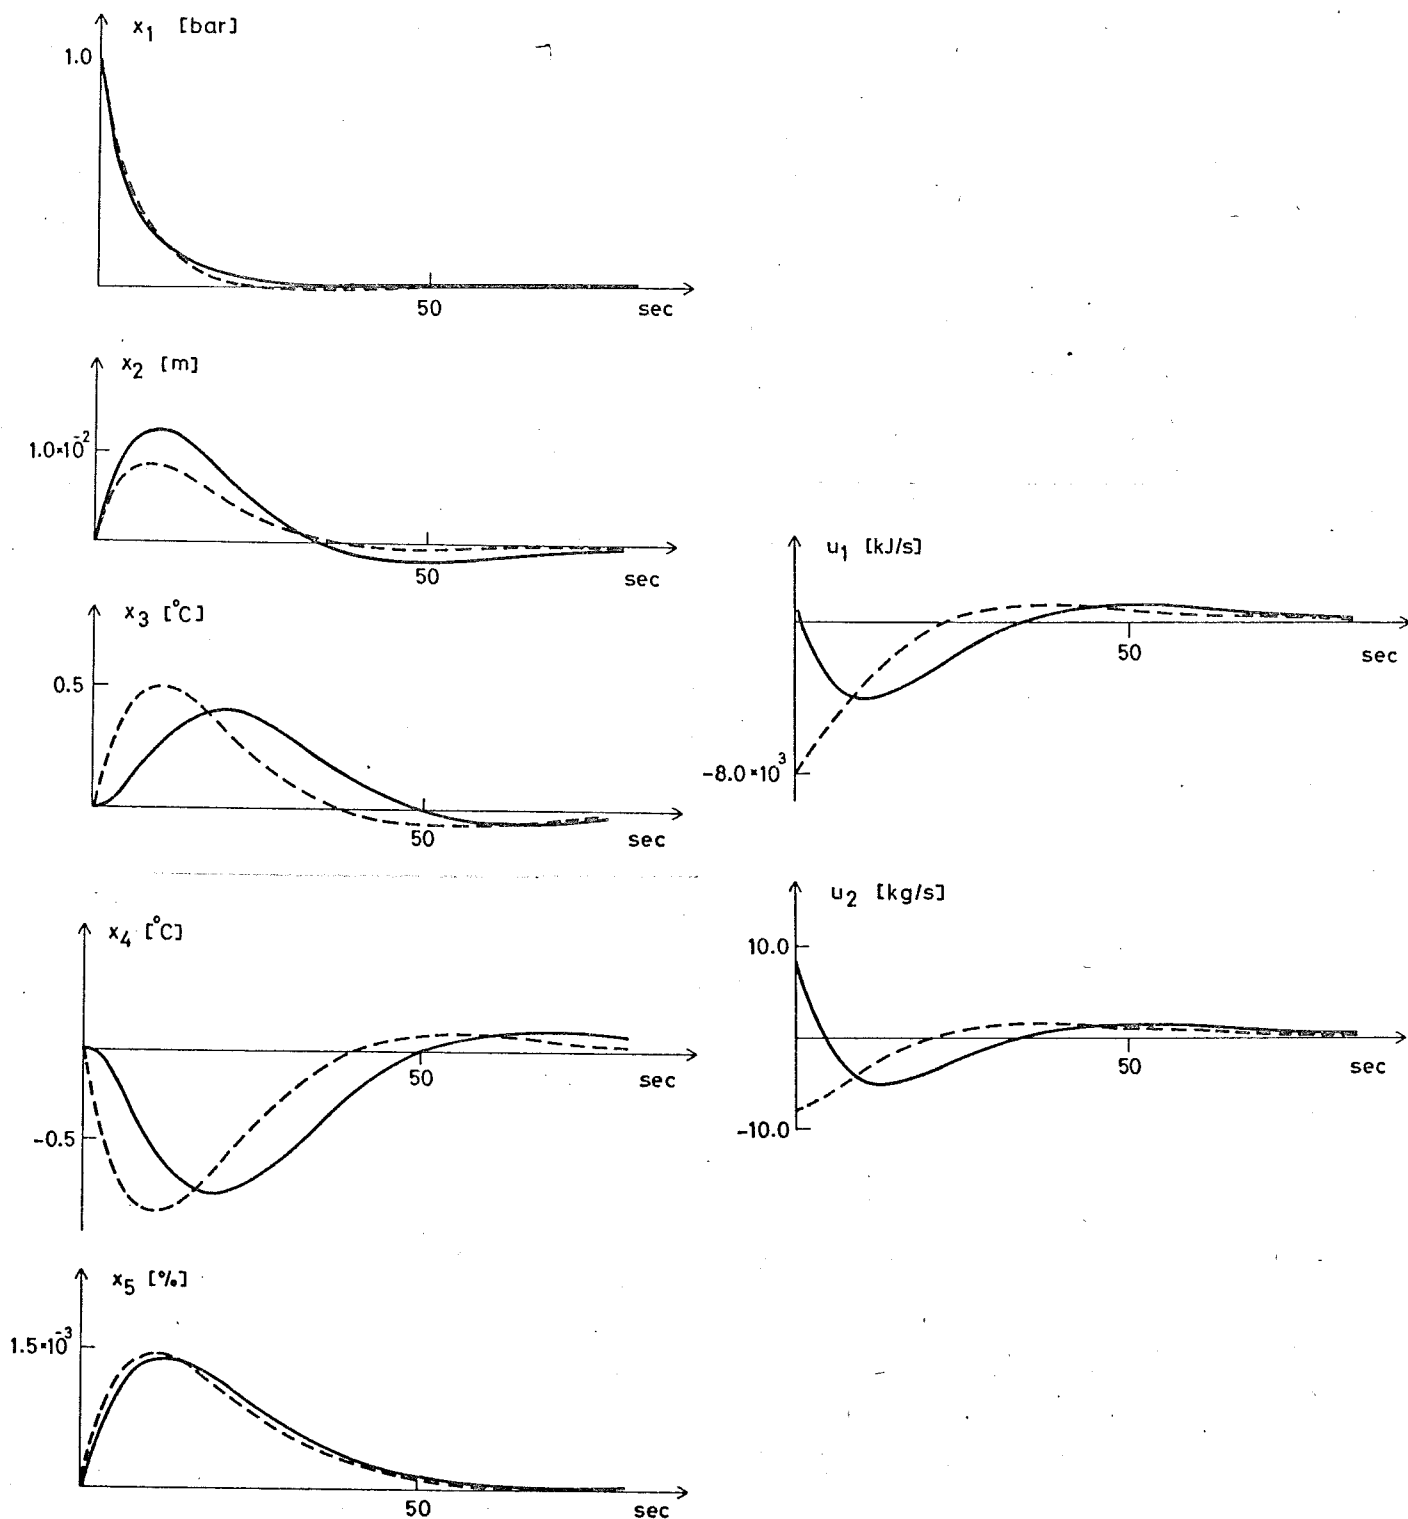 x₁ [bar]
1.0
50
sec
x₂ [m]
1.0*10⁻²
50
sec
x₃ [°C]
0.5
50
sec
x₄ [°C]
50
sec
-0.5
x₅ [%]
1.5*10⁻³
50
sec
u₁ [kJ/s]
50
sec
-8.0*10³
u₂ [kg/s]
10.0
50
sec
-10.0